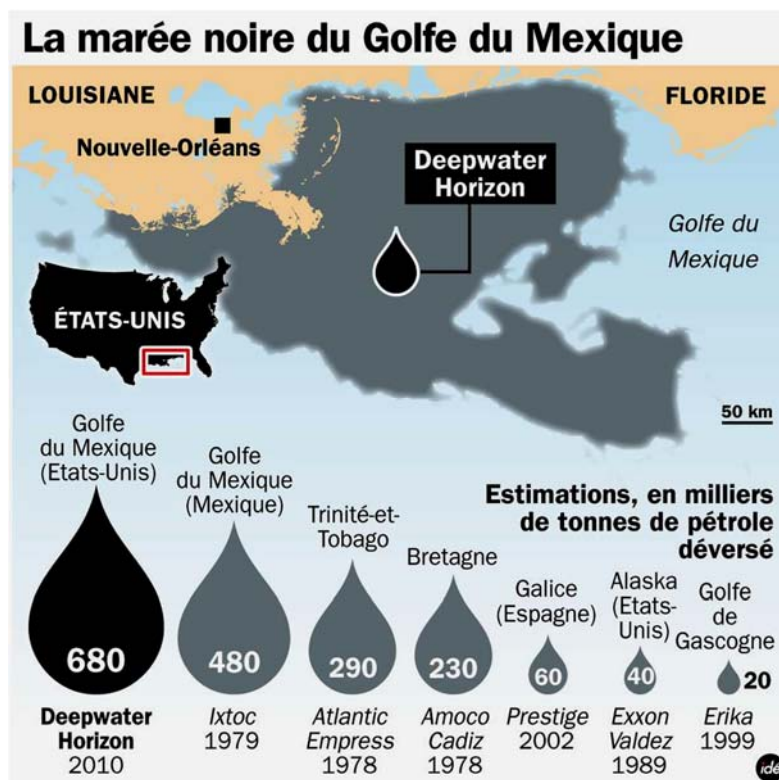 La marée noire du Golfe du Mexique
LOUISIANE
FLORIDE
Nouvelle-Orléans
Deepwater
Horizon
Golfe du
Mexique
ÉTATS-UNIS
50 km
Golfe
du Mexique
(Etats-Unis)
680
Deepwater
Horizon
2010
Golfe
du Mexique
(Mexique)
480
Ixtoc
1979
Trinité-et-
Tobago
290
Atlantic
Empress
1978
Bretagne
230
Amoco
Cadiz
1978
Estimations, en milliers
de tonnes de pétrole
déversé
Galice
(Espagne)
60
Prestige
2002
Alaska
(Etats-
Unis)
40
Exxon
Valdez
1989
Golfe
de
Gascogne
20
Erika
1999
idé